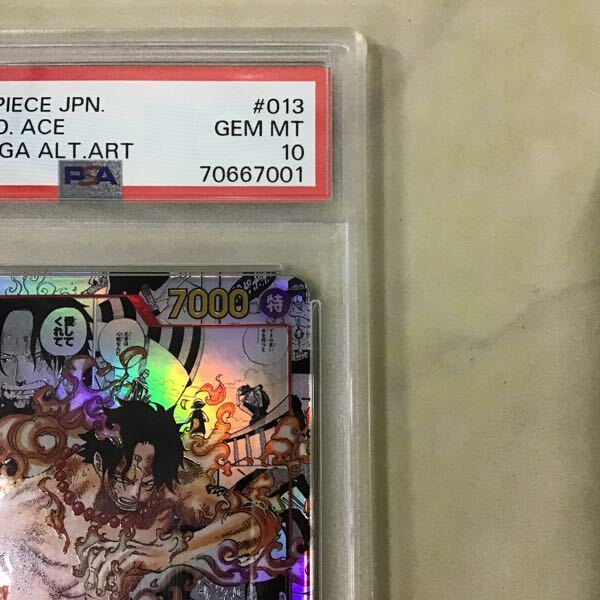 PIECE JPN. #013
D. ACE GEM MT
GA ALT.ART 10
PSA 70667001
7000 特
愛して
くれて